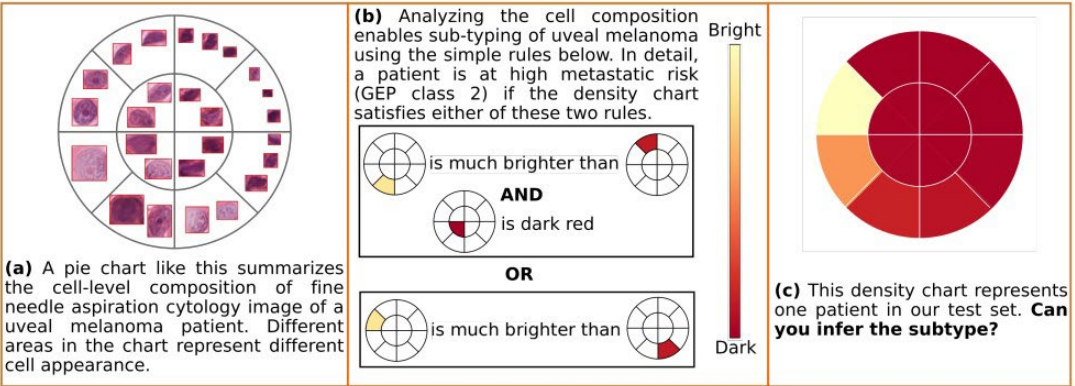 (a) A pie chart like this summarizes
the cell-level composition of fine
needle aspiration cytology image of a
uveal melanoma patient. Different
areas in the chart represent different
cell appearance.
(b) Analyzing the cell composition
enables sub-typing of uveal melanoma
using the simple rules below. In detail,
a patient is at high metastatic risk
(GEP class 2) if the density chart
satisfies either of these two rules.
is much brighter than
AND
is dark red
OR
is much brighter than
Bright
Dark
(c) This density chart represents
one patient in our test set. Can
you infer the subtype?